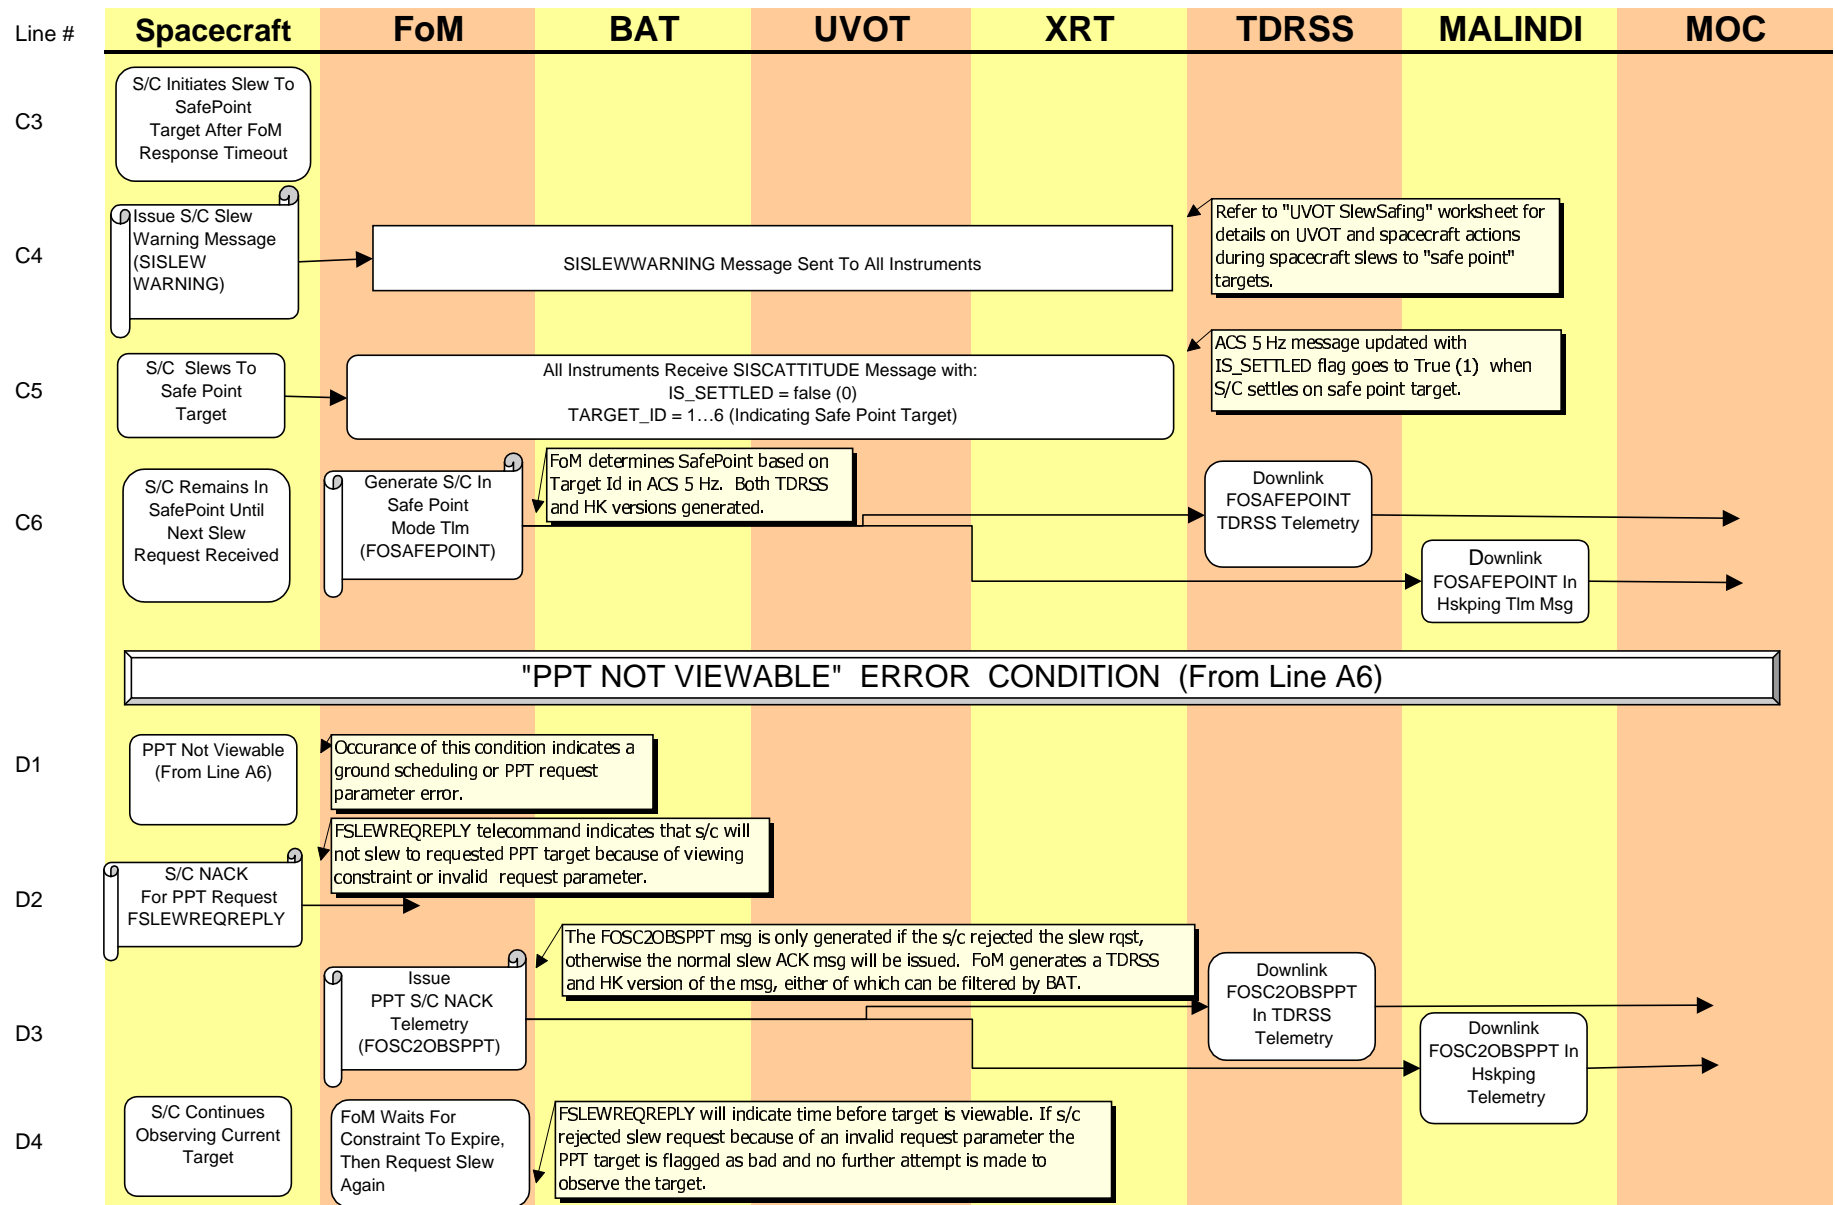 Line #
Spacecraft
FoM
BAT
UVOT
XRT
TDRSS
MALINDI
MOC
C3
S/C Initiates Slew To
SafePoint
Target After FoM
Response Timeout
C4
Issue S/C Slew
Warning Message
(SISLEW
WARNING)
SISLEWWARNING Message Sent To All Instruments
Refer to "UVOT SlewSafing" worksheet for
details on UVOT and spacecraft actions
during spacecraft slews to "safe point"
targets.
C5
S/C Slews To
Safe Point
Target
All Instruments Receive SISCATTITUDE Message with:
IS_SETTLED = false (0)
TARGET_ID = 1…6 (Indicating Safe Point Target)
ACS 5 Hz message updated with
IS_SETTLED flag goes to True (1) when
S/C settles on safe point target.
C6
S/C Remains In
SafePoint Until
Next Slew
Request Received
Generate S/C In
Safe Point
Mode Tlm
(FOSAFEPOINT)
FoM determines SafePoint based on
Target Id in ACS 5 Hz. Both TDRSS
and HK versions generated.
Downlink
FOSAFEPOINT
TDRSS Telemetry
Downlink
FOSAFEPOINT In
Hskping Tlm Msg
"PPT NOT VIEWABLE" ERROR CONDITION (From Line A6)
D1
PPT Not Viewable
(From Line A6)
Occurance of this condition indicates a
ground scheduling or PPT request
parameter error.
D2
S/C NACK
For PPT Request
FSLEWREQREPLY
FSLEWREQREPLY telecommand indicates that s/c will
not slew to requested PPT target because of viewing
constraint or invalid request parameter.
D3
Issue
PPT S/C NACK
Telemetry
(FOSC2OBSPPT)
The FOSC2OBSPPT msg is only generated if the s/c rejected the slew rqst,
otherwise the normal slew ACK msg will be issued. FoM generates a TDRSS
and HK version of the msg, either of which can be filtered by BAT.
Downlink
FOSC2OBSPPT
In TDRSS
Telemetry
Downlink
FOSC2OBSPPT In
Hskping
Telemetry
D4
S/C Continues
Observing Current
Target
FoM Waits For
Constraint To Expire,
Then Request Slew
Again
FSLEWREQREPLY will indicate time before target is viewable. If s/c
rejected slew request because of an invalid request parameter the
PPT target is flagged as bad and no further attempt is made to
observe the target.